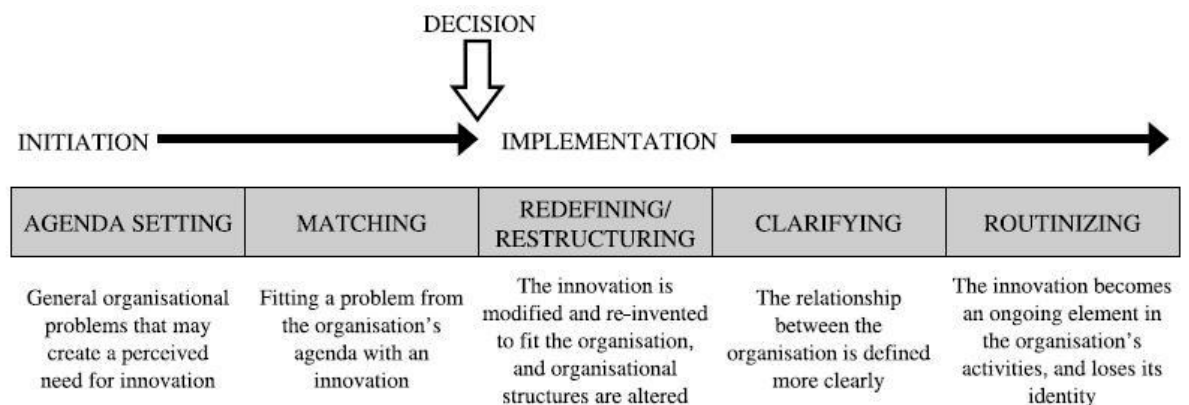 DECISION
INITIATION
IMPLEMENTATION
AGENDA SETTING
MATCHING
REDEFINING/
RESTRUCTURING
CLARIFYING
ROUTINIZING
General organisational
problems that may
create a perceived
need for innovation
Fitting a problem from
the organisation's
agenda with an
innovation
The innovation is
modified and re-invented
to fit the organisation,
and organisational
structures are altered
The relationship
between the
organisation is defined
more clearly
The innovation becomes
an ongoing element in
the organisation's
activities, and loses its
identity